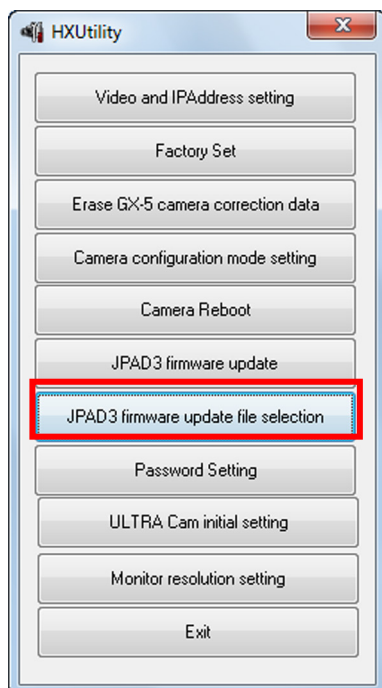 HXUtility
Video and IPAddress setting
Factory Set
Erase GX-5 camera correction data
Camera configuration mode setting
Camera Reboot
JPAD3 firmware update
JPAD3 firmware update file selection
Password Setting
ULTRA Cam initial setting
Monitor resolution setting
Exit